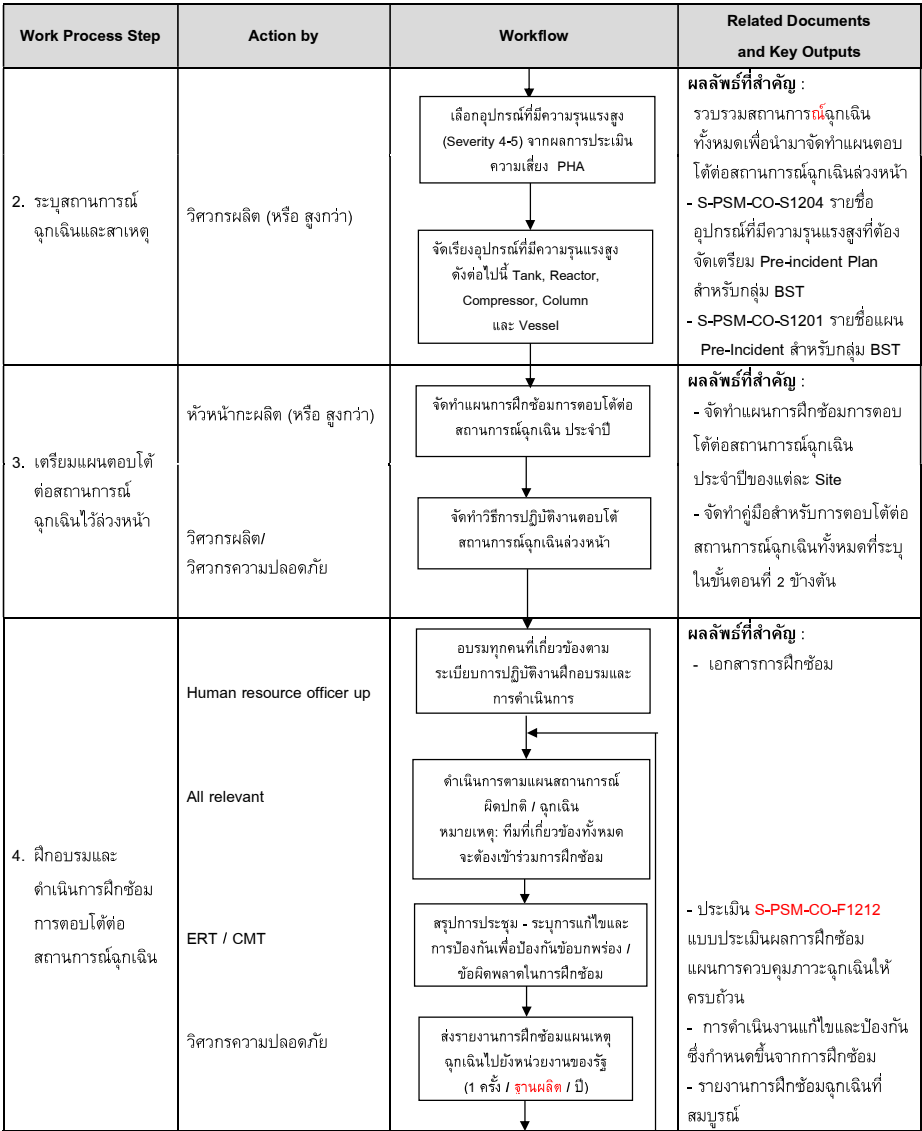 Work Process Step
Action by
Workflow
Related Documents
and Key Outputs
2. ระบุสถานการณ์
ฉุกเฉินและสาเหตุ
วิศวกรผลิต (หรือ สูงกว่า)
เลือกอุปกรณ์ที่มีความรุนแรงสูง
(Severity 4-5) จากผลการประเมิน
ความเสี่ยง PHA
จัดเรียงอุปกรณ์ที่มีความรุนแรงสูง
ดังต่อไปนี้ Tank, Reactor,
Compressor, Column
และ Vessel
ผลลัพธ์ที่สำคัญ :
รวบรวมสถานการณ์ฉุกเฉิน
ทั้งหมดเพื่อนำมาจัดทำแผนตอบ
โต้ต่อสถานการณ์ฉุกเฉินล่วงหน้า
- S-PSM-CO-S1204 รายชื่อ
อุปกรณ์ที่มีความรุนแรงสูงที่ต้อง
จัดเตรียม Pre-incident Plan
สำหรับกลุ่ม BST
- S-PSM-CO-S1201 รายชื่อแผน
Pre-Incident สำหรับกลุ่ม BST
3. เตรียมแผนตอบโต้
ต่อสถานการณ์
ฉุกเฉินไว้ล่วงหน้า
หัวหน้ากะผลิต (หรือ สูงกว่า)
วิศวกรผลิต/
วิศวกรความปลอดภัย
จัดทำแผนการฝึกซ้อมการตอบโต้ต่อ
สถานการณ์ฉุกเฉิน ประจำปี
จัดทำวิธีการปฏิบัติงานตอบโต้
สถานการณ์ฉุกเฉินล่วงหน้า
ผลลัพธ์ที่สำคัญ :
- จัดทำแผนการฝึกซ้อมการตอบ
โต้ต่อสถานการณ์ฉุกเฉิน
ประจำปีของแต่ละ Site
- จัดทำคู่มือสำหรับการตอบโต้ต่อ
สถานการณ์ฉุกเฉินทั้งหมดที่ระบุ
ในขั้นตอนที่ 2 ข้างต้น
4. ฝึกอบรมและ
ดำเนินการฝึกซ้อม
การตอบโต้ต่อ
สถานการณ์ฉุกเฉิน
Human resource officer up
All relevant
ERT / CMT
วิศวกรความปลอดภัย
อบรมทุกคนที่เกี่ยวข้องตาม
ระเบียบการปฏิบัติงานฝึกอบรมและ
การดำเนินการ
ดำเนินการตามแผนสถานการณ์
ผิดปกติ / ฉุกเฉิน
หมายเหตุ: ทีมที่เกี่ยวข้องทั้งหมด
จะต้องเข้าร่วมการฝึกซ้อม
สรุปการประชุม - ระบุการแก้ไขและ
การป้องกันเพื่อป้องกันข้อบกพร่อง /
ข้อผิดพลาดในการฝึกซ้อม
ส่งรายงานการฝึกซ้อมแผนเหตุ
ฉุกเฉินไปยังหน่วยงานของรัฐ
(1 ครั้ง / ฐานผลิต / ปี)
ผลลัพธ์ที่สำคัญ :
- เอกสารการฝึกซ้อม
- ประเมิน S-PSM-CO-F1212
แบบประเมินผลการฝึกซ้อม
แผนการควบคุมภาวะฉุกเฉินให้
ครบถ้วน
- การดำเนินงานแก้ไขและป้องกัน
ซึ่งกำหนดขึ้นจากการฝึกซ้อม
- รายงานการฝึกซ้อมฉุกเฉินที่
สมบูรณ์